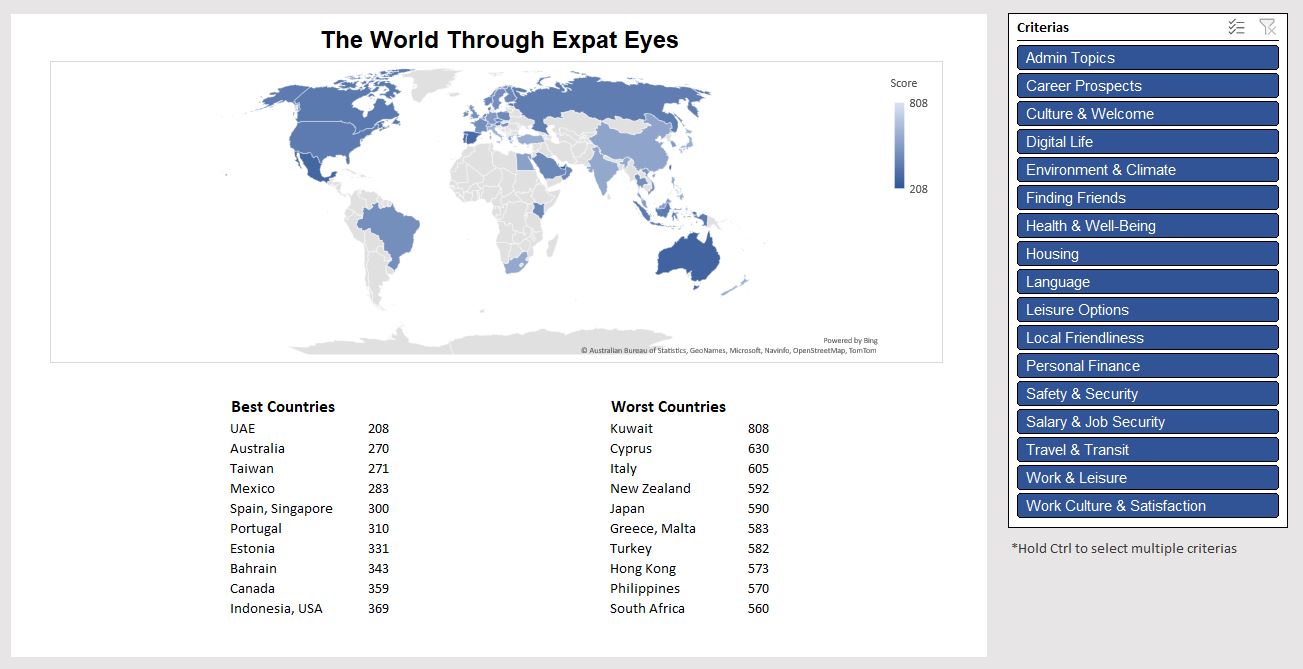 The World Through Expat Eyes
Score
808
208
Powered by Bing
© Australian Bureau of Statistics, GeoNames, Microsoft, Navinfo, OpenStreetMap, TomTom
Best Countries
UAE 208
Australia 270
Taiwan 271
Mexico 283
Spain, Singapore 300
Portugal 310
Estonia 331
Bahrain 343
Canada 359
Indonesia, USA 369
Worst Countries
Kuwait 808
Cyprus 630
Italy 605
New Zealand 592
Japan 590
Greece, Malta 583
Turkey 582
Hong Kong 573
Philippines 570
South Africa 560
Criterias
Admin Topics
Career Prospects
Culture & Welcome
Digital Life
Environment & Climate
Finding Friends
Health & Well-Being
Housing
Language
Leisure Options
Local Friendliness
Personal Finance
Safety & Security
Salary & Job Security
Travel & Transit
Work & Leisure
Work Culture & Satisfaction
*Hold Ctrl to select multiple criterias